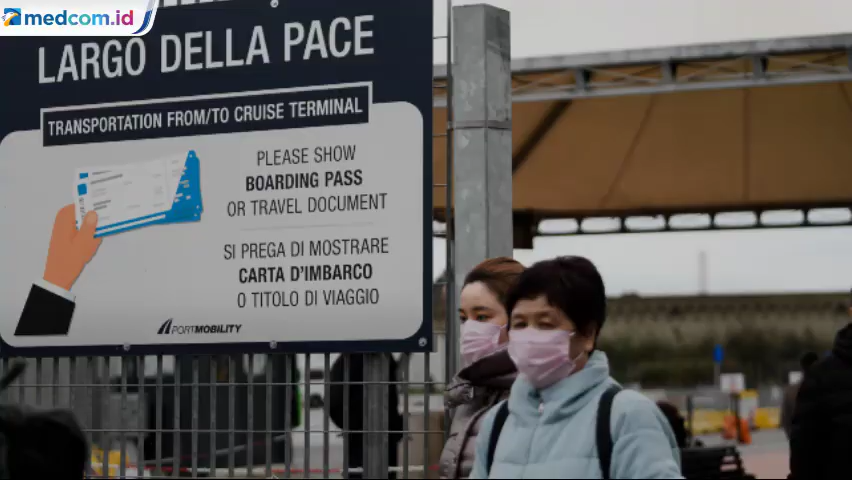 medcom.id
LARGO DELLA PACE
TRANSPORTATION FROM/TO CRUISE TERMINAL
PLEASE SHOW
BOARDING PASS
OR TRAVEL DOCUMENT
SI PREGA DI MOSTRARE
CARTA D'IMBARCO
O TITOLO DI VIAGGIO
PORTMOBILITY